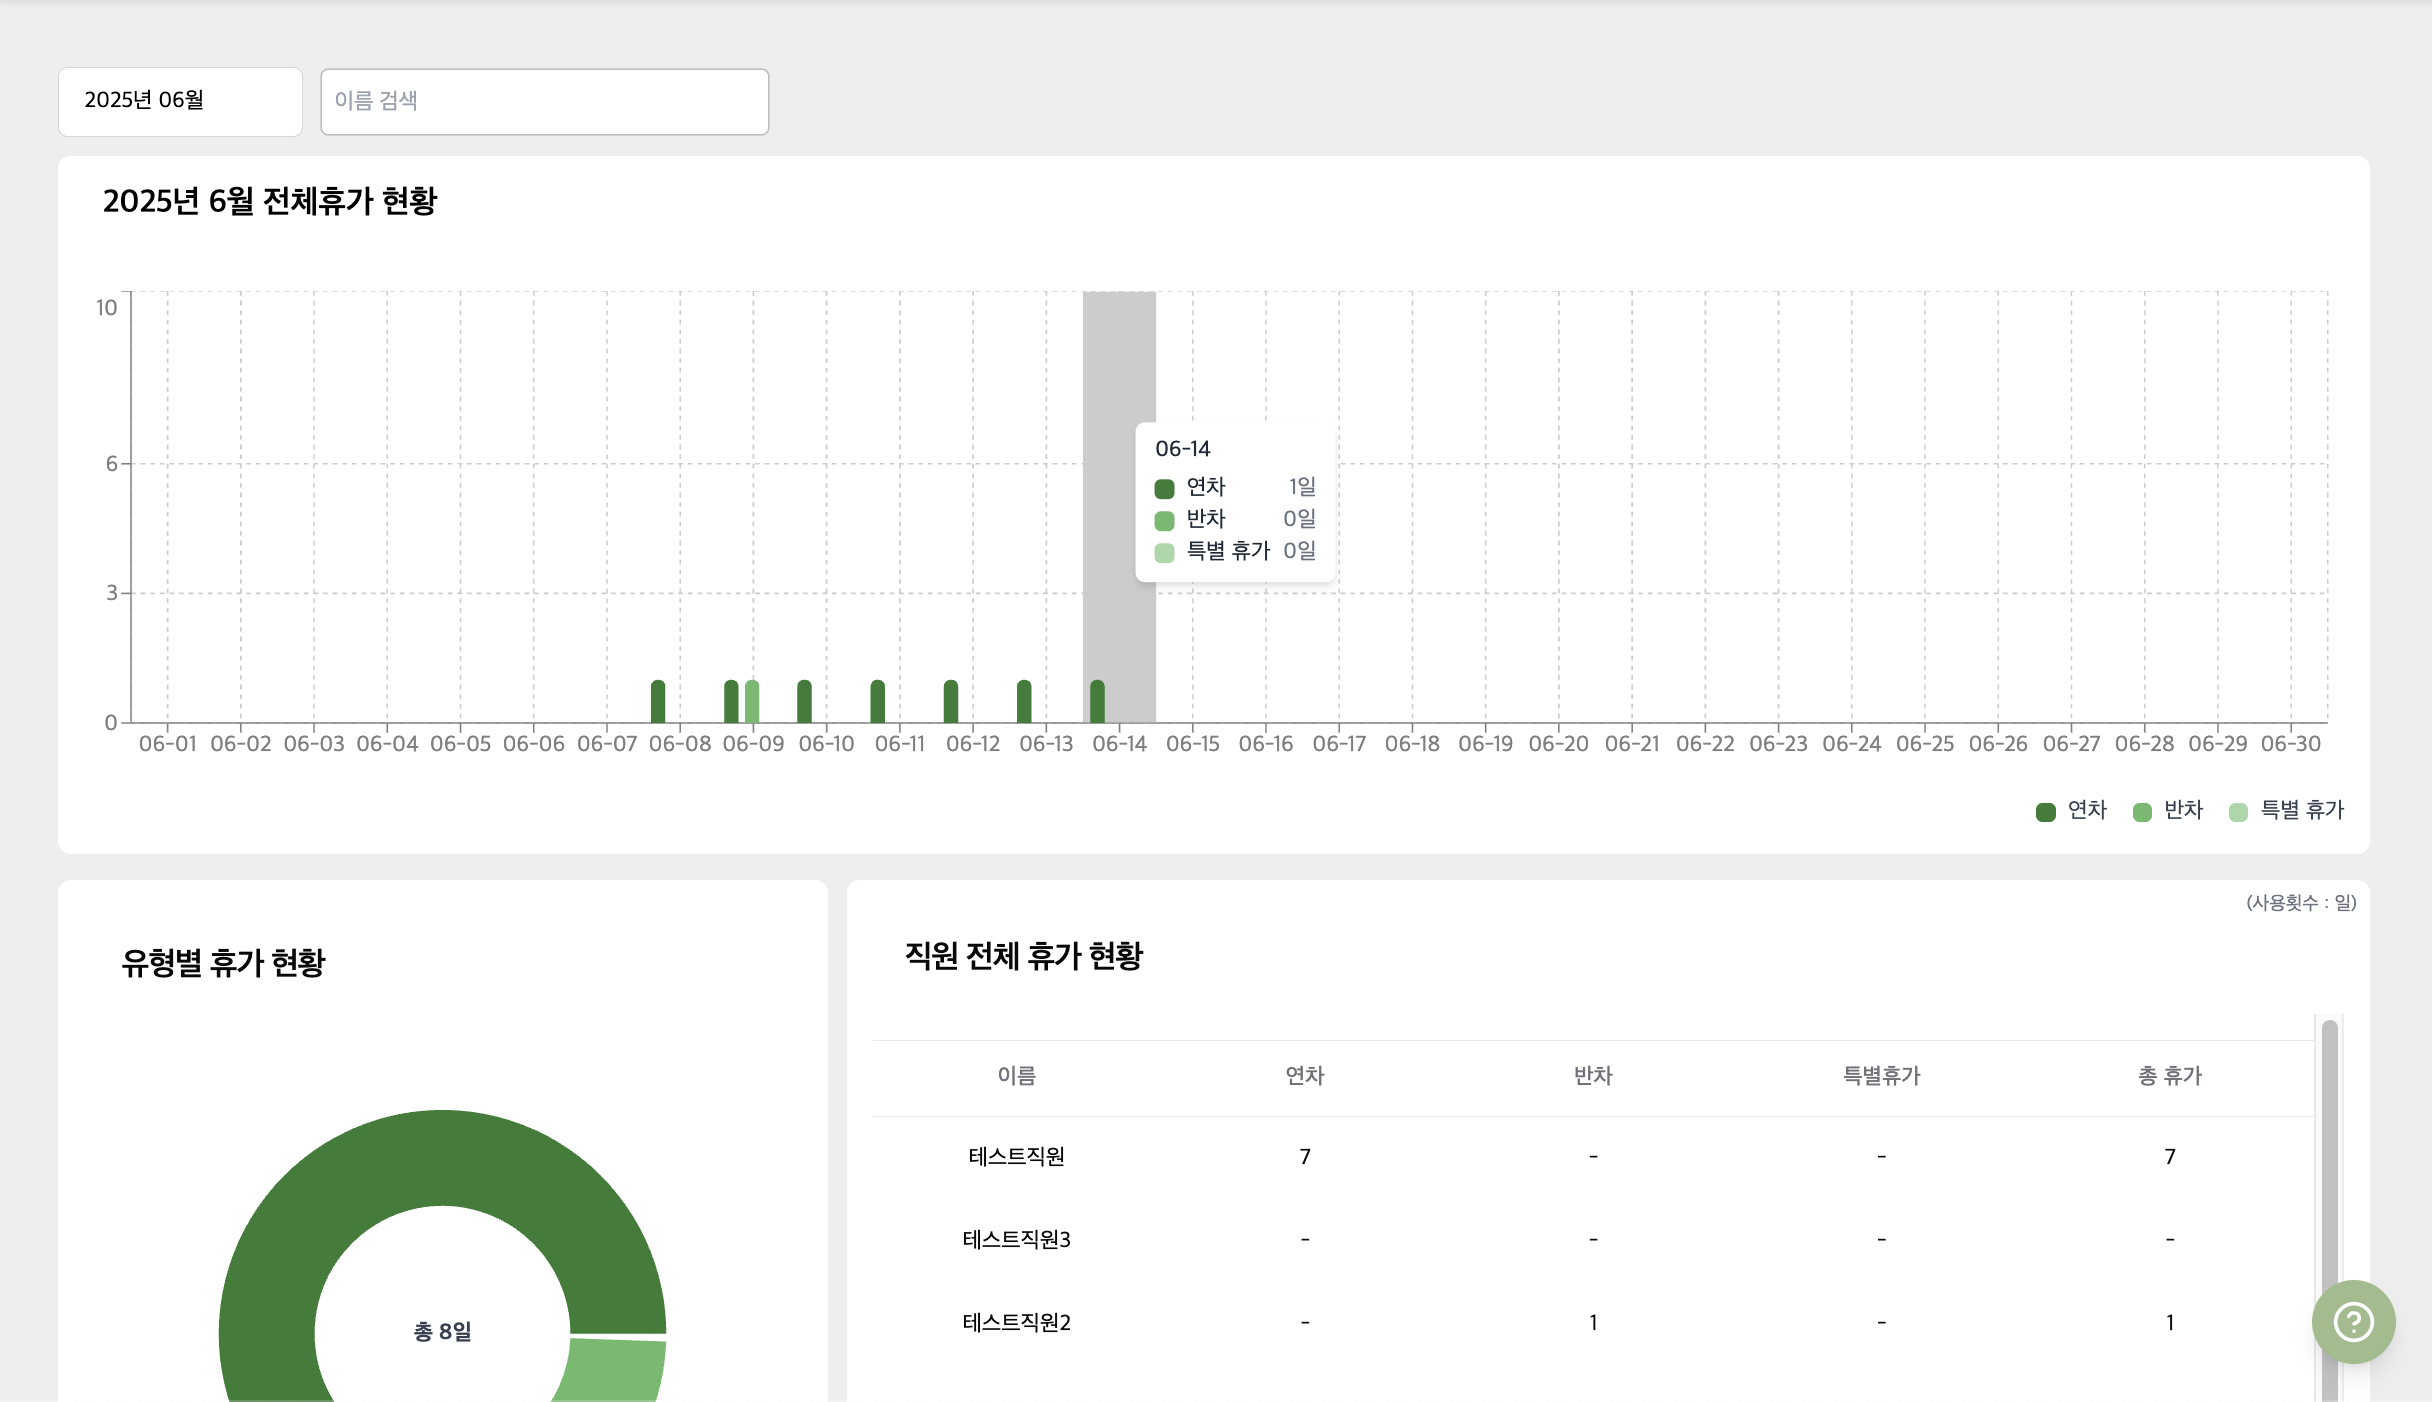 2025년 06월
이름 검색
2025년 6월 전체휴가 현황
10
6
3
0
06-14
연차 1일
반차 0일
특별 휴가 0일
06-01 06-02 06-03 06-04 06-05 06-06 06-07 06-08 06-09 06-10 06-11 06-12 06-13 06-14 06-15 06-16 06-17 06-18 06-19 06-20 06-21 06-22 06-23 06-24 06-25 06-26 06-27 06-28 06-29 06-30
연차 반차 특별 휴가
유형별 휴가 현황
총 8일
(사용횟수 : 일)
직원 전체 휴가 현황
이름 연차 반차 특별휴가 총 휴가
테스트직원 7 - - 7
테스트직원3 - - - -
테스트직원2 - 1 - 1
?